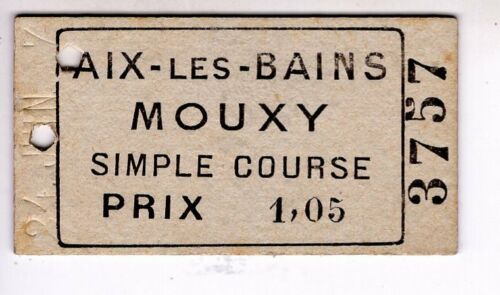 AIX-LES-BAINS
MOUXY
SIMPLE COURSE
PRIX 1,05
3757